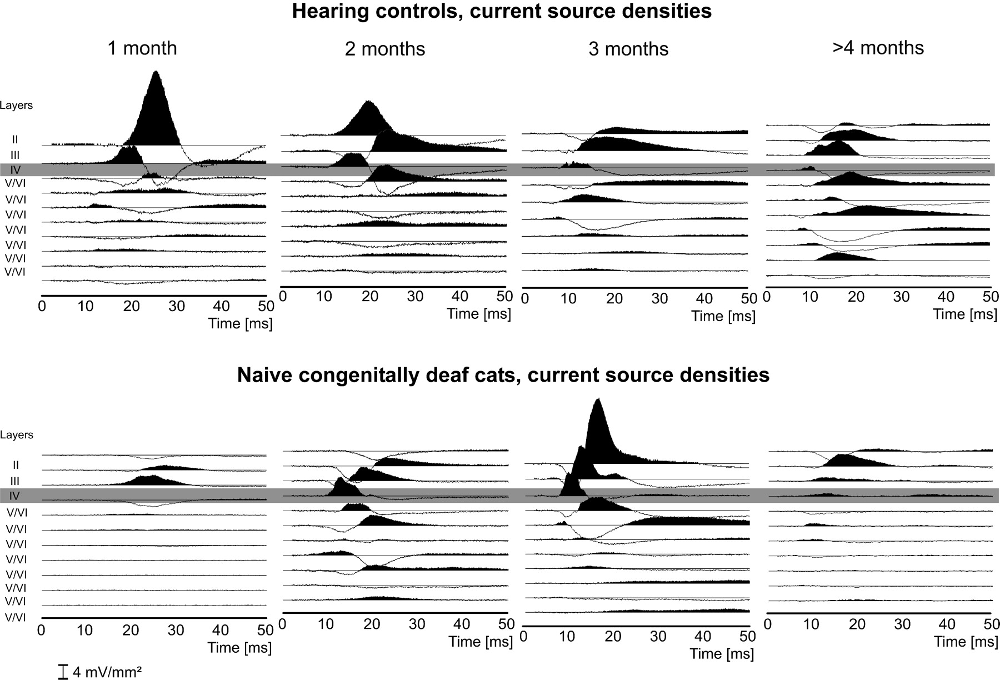 Hearing controls, current source densities
1 month
2 months
3 months
>4 months
Layers
II
III
IV
V/VI
V/VI
V/VI
V/VI
V/VI
V/VI
V/VI
0 10 20 30 40 50
Time [ms]
0 10 20 30 40 50
Time [ms]
0 10 20 30 40 50
Time [ms]
0 10 20 30 40 50
Time [ms]
Naive congenitally deaf cats, current source densities
Layers
II
III
IV
V/VI
V/VI
V/VI
V/VI
V/VI
V/VI
V/VI
V/VI
0 10 20 30 40 50
Time [ms]
0 10 20 30 40 50
Time [ms]
0 10 20 30 40 50
Time [ms]
0 10 20 30 40 50
Time [ms]
4 mV/mm²